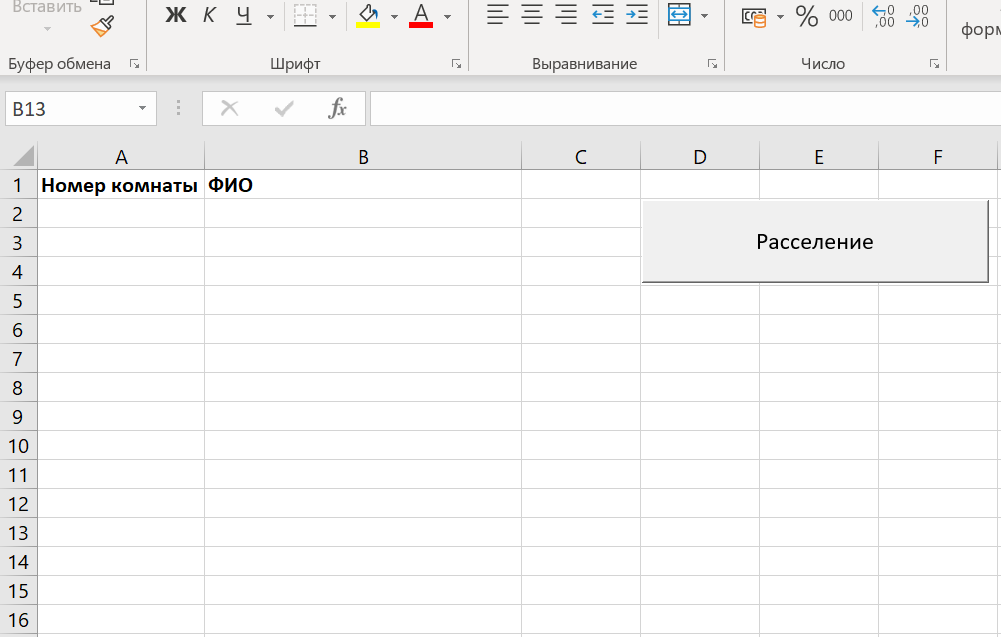 Вставить
Ж К Ч А % 000 ←0 ,00 ,00 →0
форм
Буфер обмена Шрифт Выравнивание Число
B13 fx
A B C D E F
1 Номер комнаты ФИО
2
3 Расселение
4
5
6
7
8
9
10
11
12
13
14
15
16